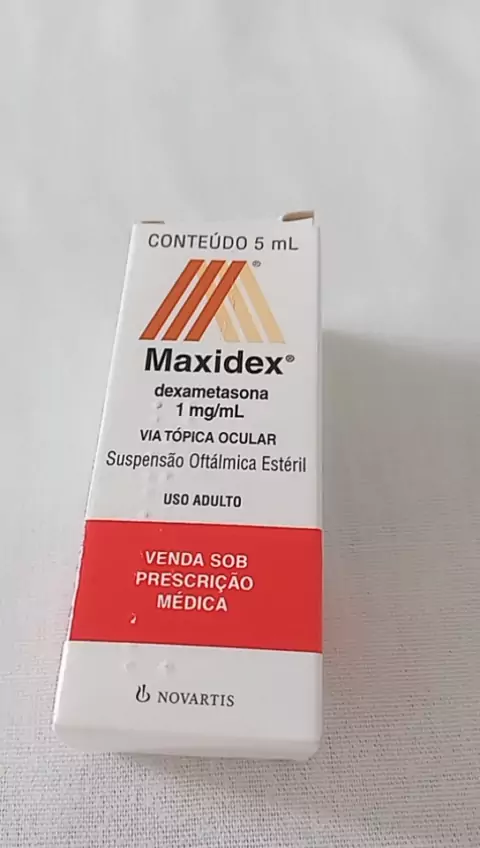 CONTEÚDO 5 mL
®
Maxidex®
dexametasona
1 mg/mL
VIA TÓPICA OCULAR
Suspensão Oftálmica Estéril
USO ADULTO
VENDA SOB
PRESCRIÇÃO
MÉDICA
NOVARTIS